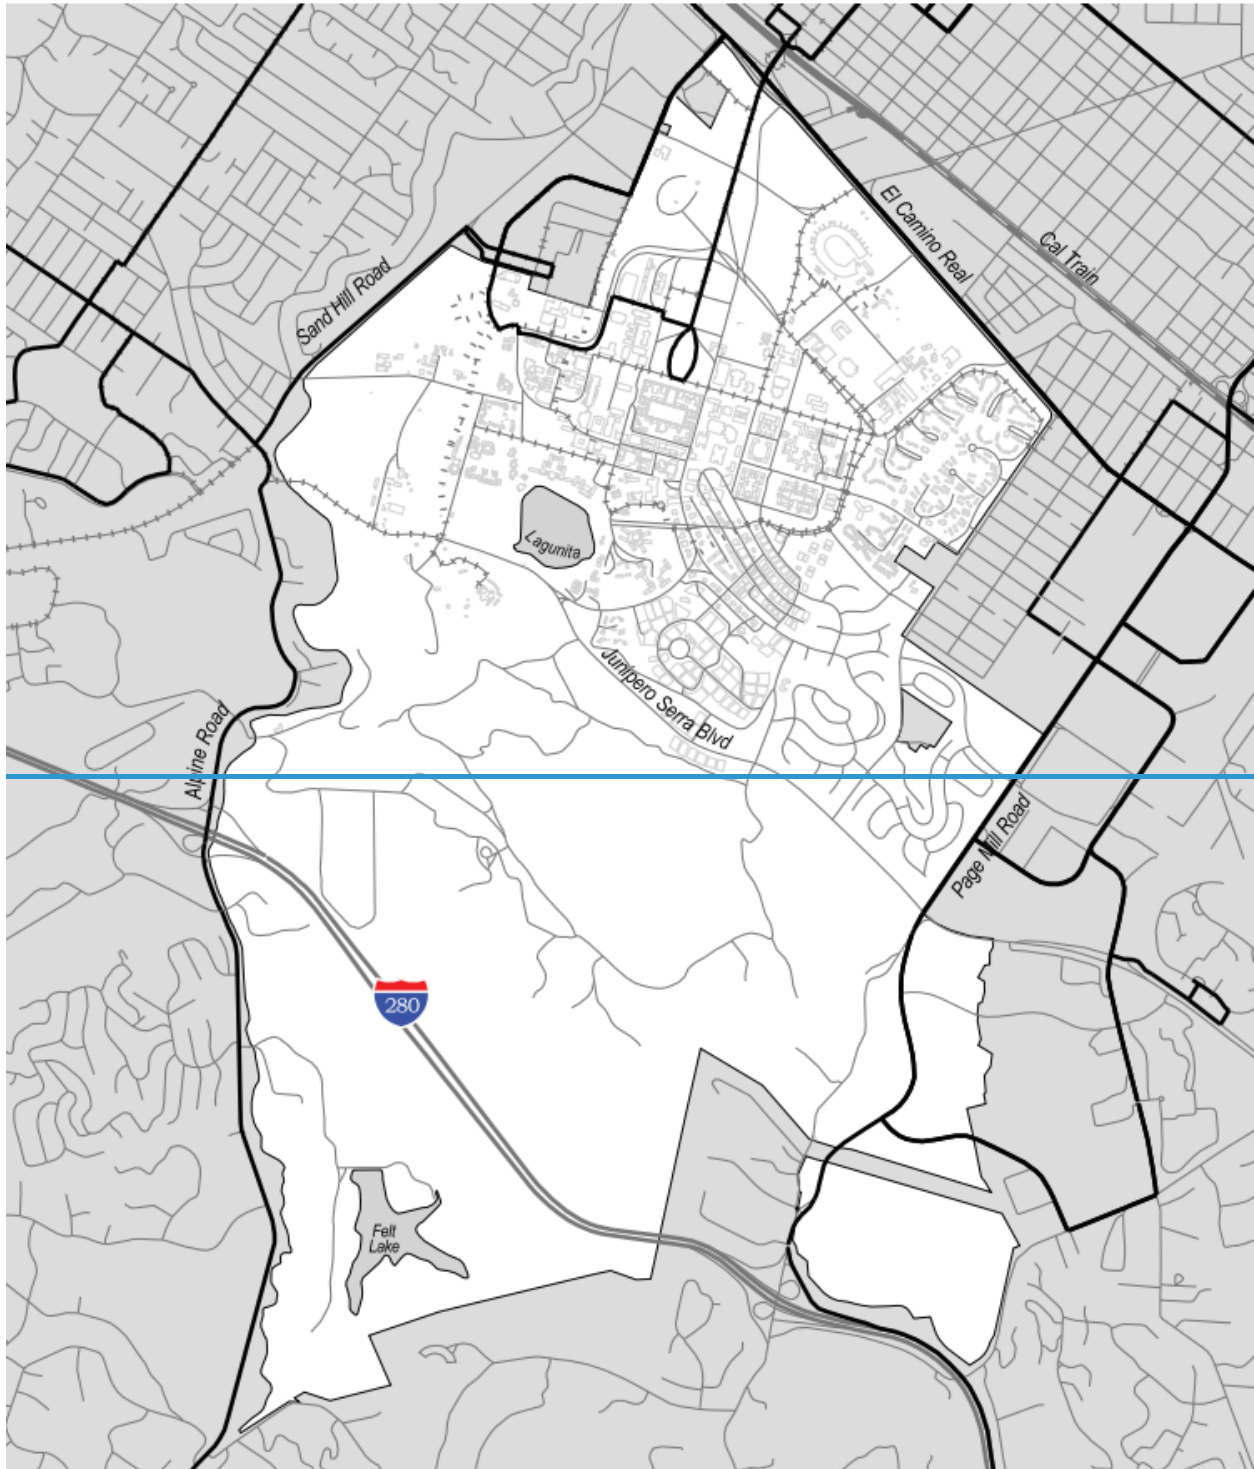 El Camino Real
Cal Train
Sand Hill Road
Lagunita
Junipero Serra Blvd
Alpine Road
Page Mill Road
280
Felt
Lake